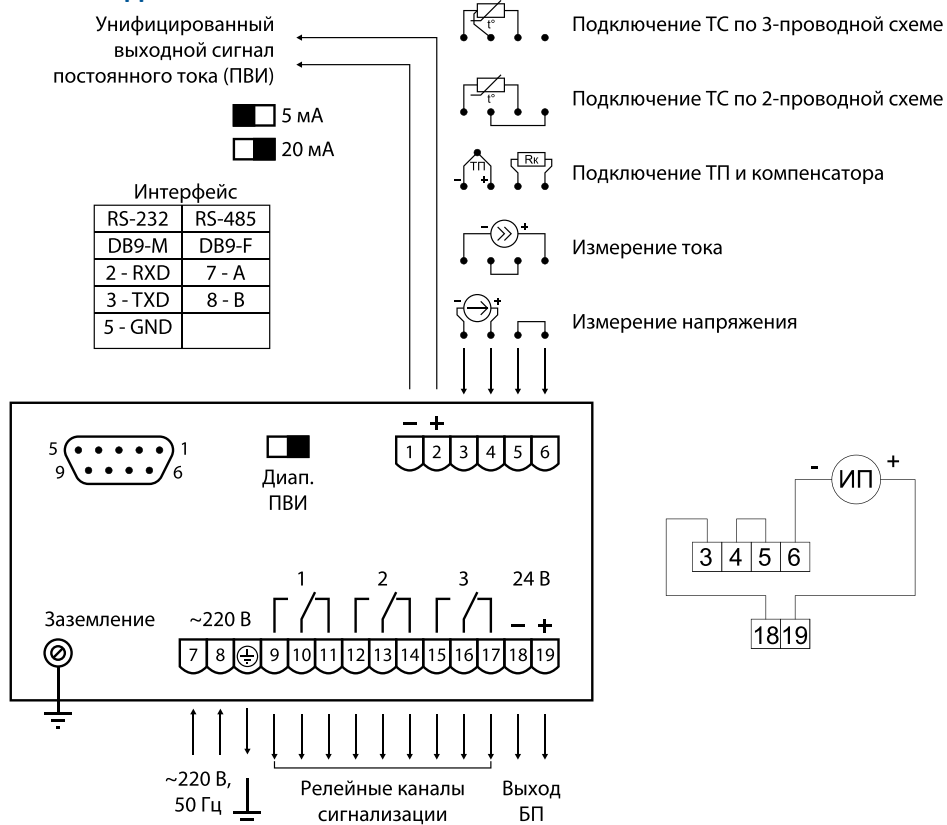 Унифицированный
выходной сигнал
постоянного тока (ПВИ)
5 мА
20 мА
Интерфейс
RS-232 RS-485
DB9-M DB9-F
2 - RXD 7 - A
3 - TXD 8 - B
5 - GND
t°
Подключение ТС по 3-проводной схеме
t°
Подключение ТС по 2-проводной схеме
ТП
- +
Rк
Подключение ТП и компенсатора
- +
Измерение тока
- +
Измерение напряжения
5 1
9 6
Диап.
ПВИ
- +
1 2 3 4 5 6
Заземление
~220 В
1 2 3
24 В
- +
7 8 9 10 11 12 13 14 15 16 17 18 19
~220 В,
50 Гц
Релейные каналы
сигнализации
Выход
БП
- ИП +
3 4 5 6
18 19